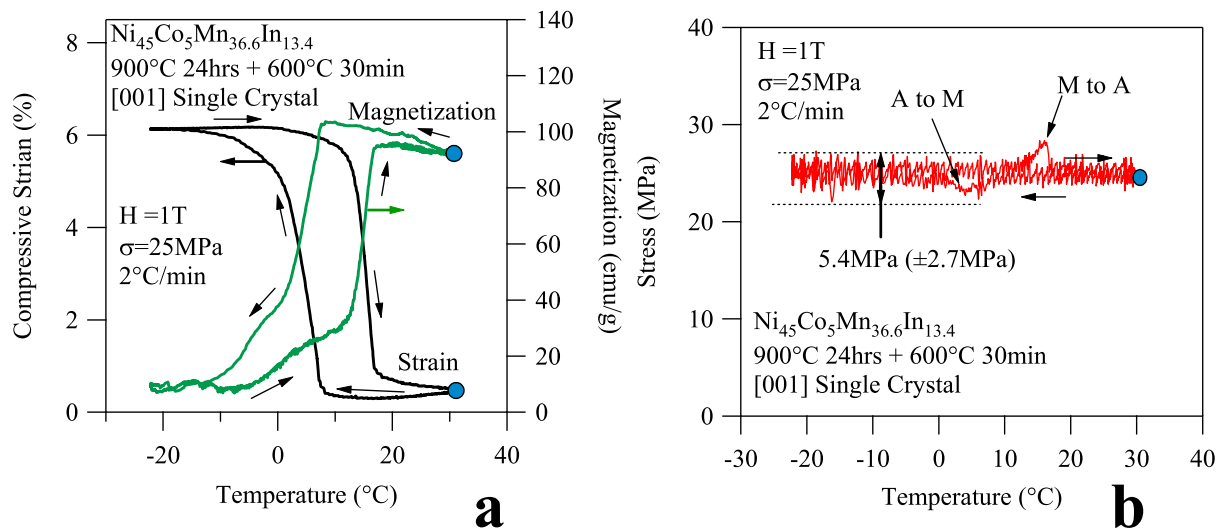 Ni45Co5Mn36.6In13.4
900°C 24hrs + 600°C 30min
[001] Single Crystal
Magnetization
H =1T
σ=25MPa
2°C/min
Strain
Compressive Strian (%)
8
6
4
2
0
140
120
100
80
60
40
20
0
Magnetization (emu/g)
-20
0
20
40
Temperature (°C)
a
H =1T
σ=25MPa
2°C/min
A to M
M to A
5.4MPa (±2.7MPa)
Ni45Co5Mn36.6In13.4
900°C 24hrs + 600°C 30min
[001] Single Crystal
Stress (MPa)
40
30
20
10
0
-30
-20
-10
0
10
20
30
40
Temperature (°C)
b